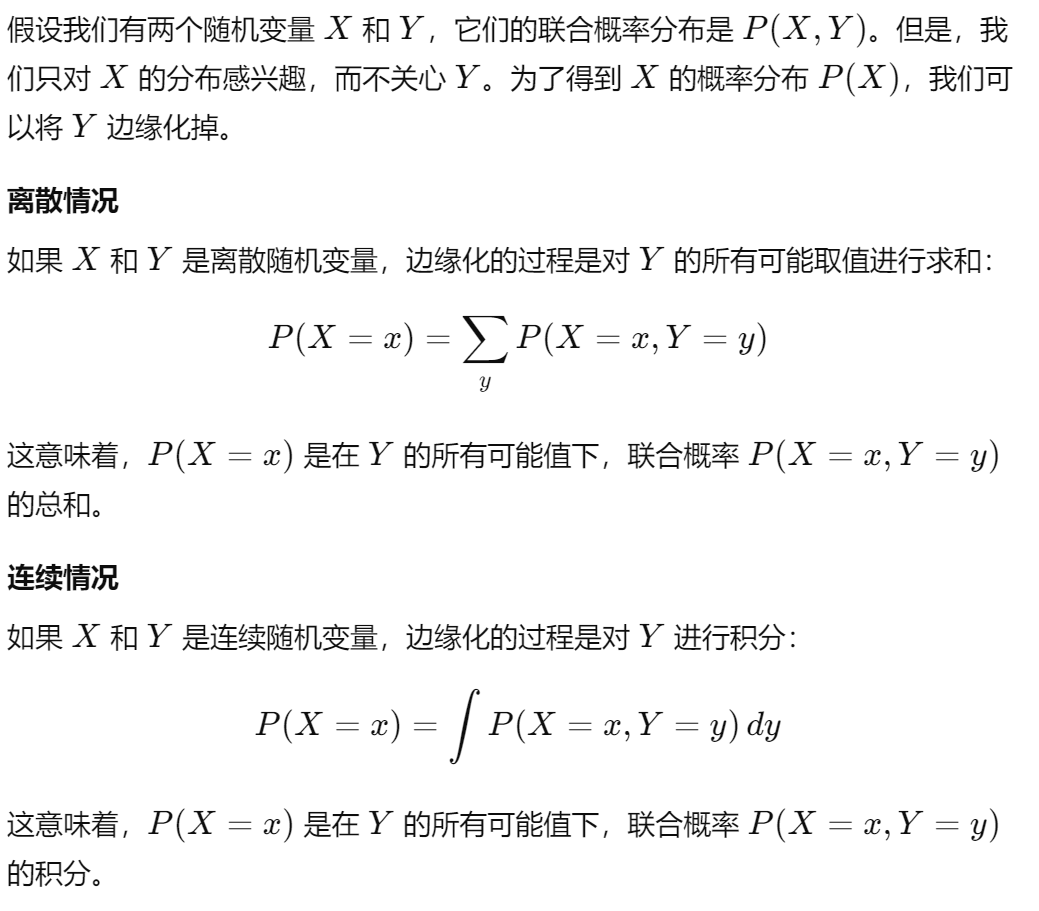 假设我们有两个随机变量 X 和 Y，它们的联合概率分布是 P(X, Y)。但是，我
们只对 X 的分布感兴趣，而不关心 Y。为了得到 X 的概率分布 P(X)，我们可
以将 Y 边缘化掉。
离散情况
如果 X 和 Y 是离散随机变量，边缘化的过程是对 Y 的所有可能取值进行求和：
P(X = x) = ∑_y P(X = x, Y = y)
这意味着，P(X = x) 是在 Y 的所有可能值下，联合概率 P(X = x, Y = y)
的总和。
连续情况
如果 X 和 Y 是连续随机变量，边缘化的过程是对 Y 进行积分：
P(X = x) = ∫ P(X = x, Y = y) dy
这意味着，P(X = x) 是在 Y 的所有可能值下，联合概率 P(X = x, Y = y)
的积分。